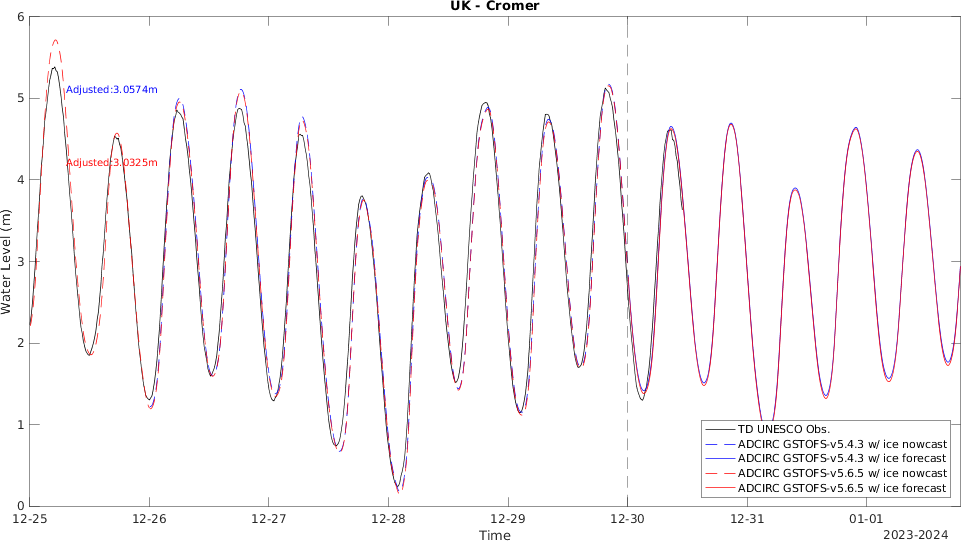 UK - Cromer
6
5
4
3
2
1
0
Water Level (m)
Adjusted:3.0574m
Adjusted:3.0325m
TD UNESCO Obs.
ADCIRC GSTOFS-v5.4.3 w/ ice nowcast
ADCIRC GSTOFS-v5.4.3 w/ ice forecast
ADCIRC GSTOFS-v5.6.5 w/ ice nowcast
ADCIRC GSTOFS-v5.6.5 w/ ice forecast
12-25 12-26 12-27 12-28 12-29 12-30 12-31 01-01
Time
2023-2024